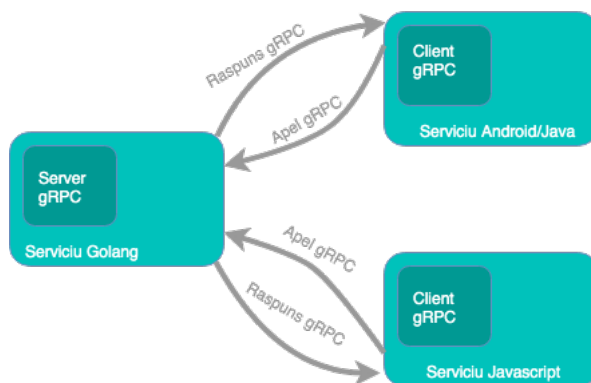 Raspuns gRPC
Client
gRPC
Serviciu Android/Java
Apel gRPC
Server
gRPC
Serviciu Golang
Apel gRPC
Raspuns gRPC
Client
gRPC
Serviciu Javascript